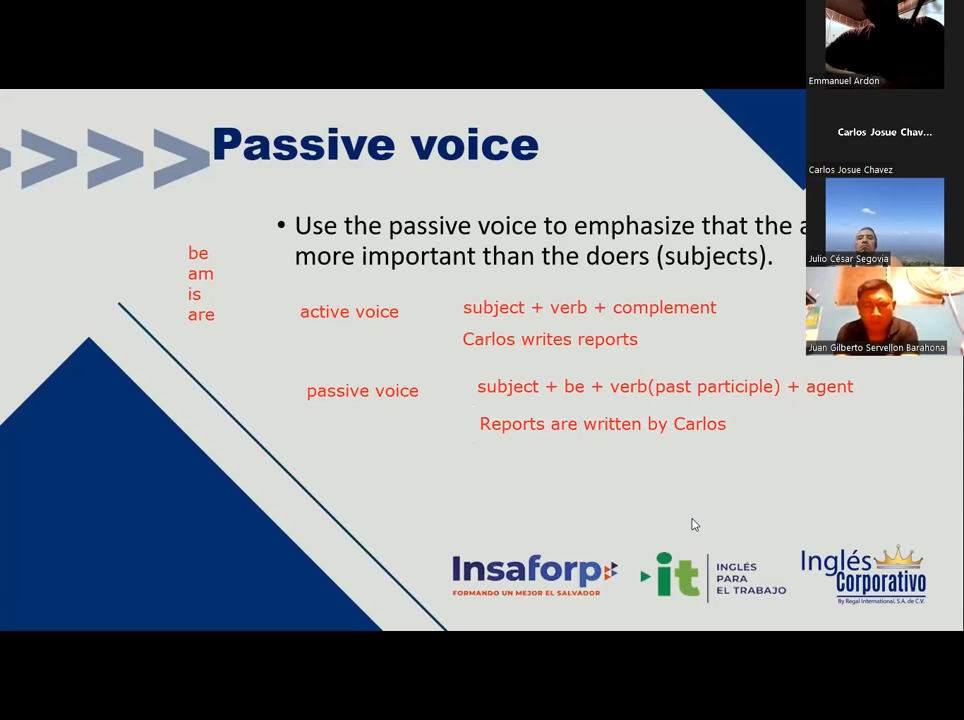 Passive voice
• Use the passive voice to emphasize that the
more important than the doers (subjects).
be
am
is
are
active voice
subject + verb + complement
Carlos writes reports
passive voice
subject + be + verb(past participle) + agent
Reports are written by Carlos
Insaforp
FORMANDO UN MEJOR EL SALVADOR
it
INGLÉS
PARA
EL TRABAJO
Inglés
Corporativo
By Regal International, S.A. de C.V.
Emmanuel Ardon
Carlos Josue Chav...
Carlos Josue Chavez
Julio César Segovia
Juan Gilberto Servellon Barahona